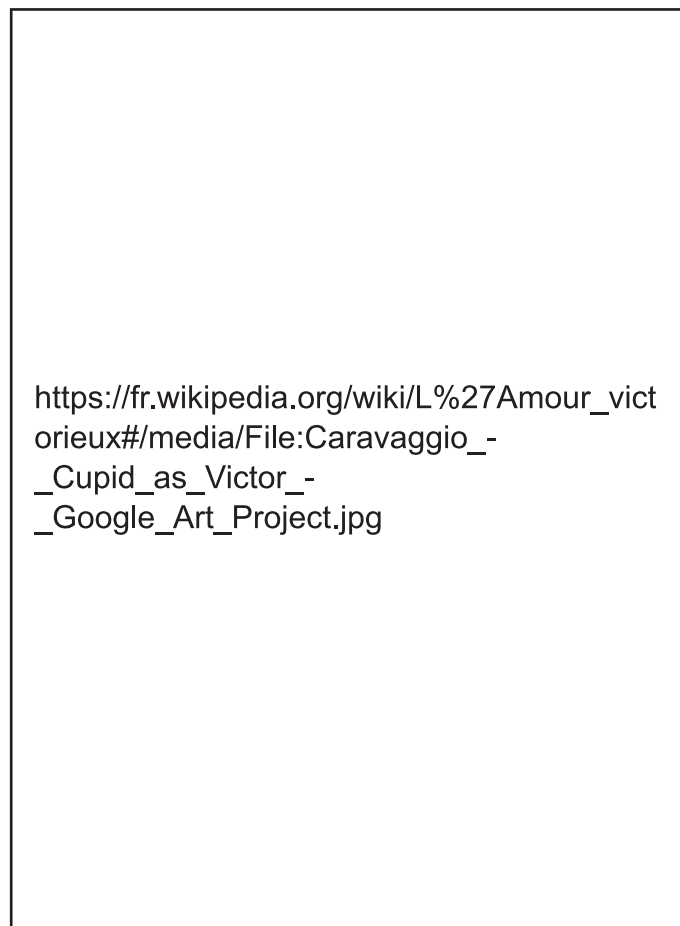 https://fr.wikipedia.org/wiki/L%27Amour_vict
orieux#/media/File:Caravaggio_-
_Cupid_as_Victor_-
_Google_Art_Project.jpg